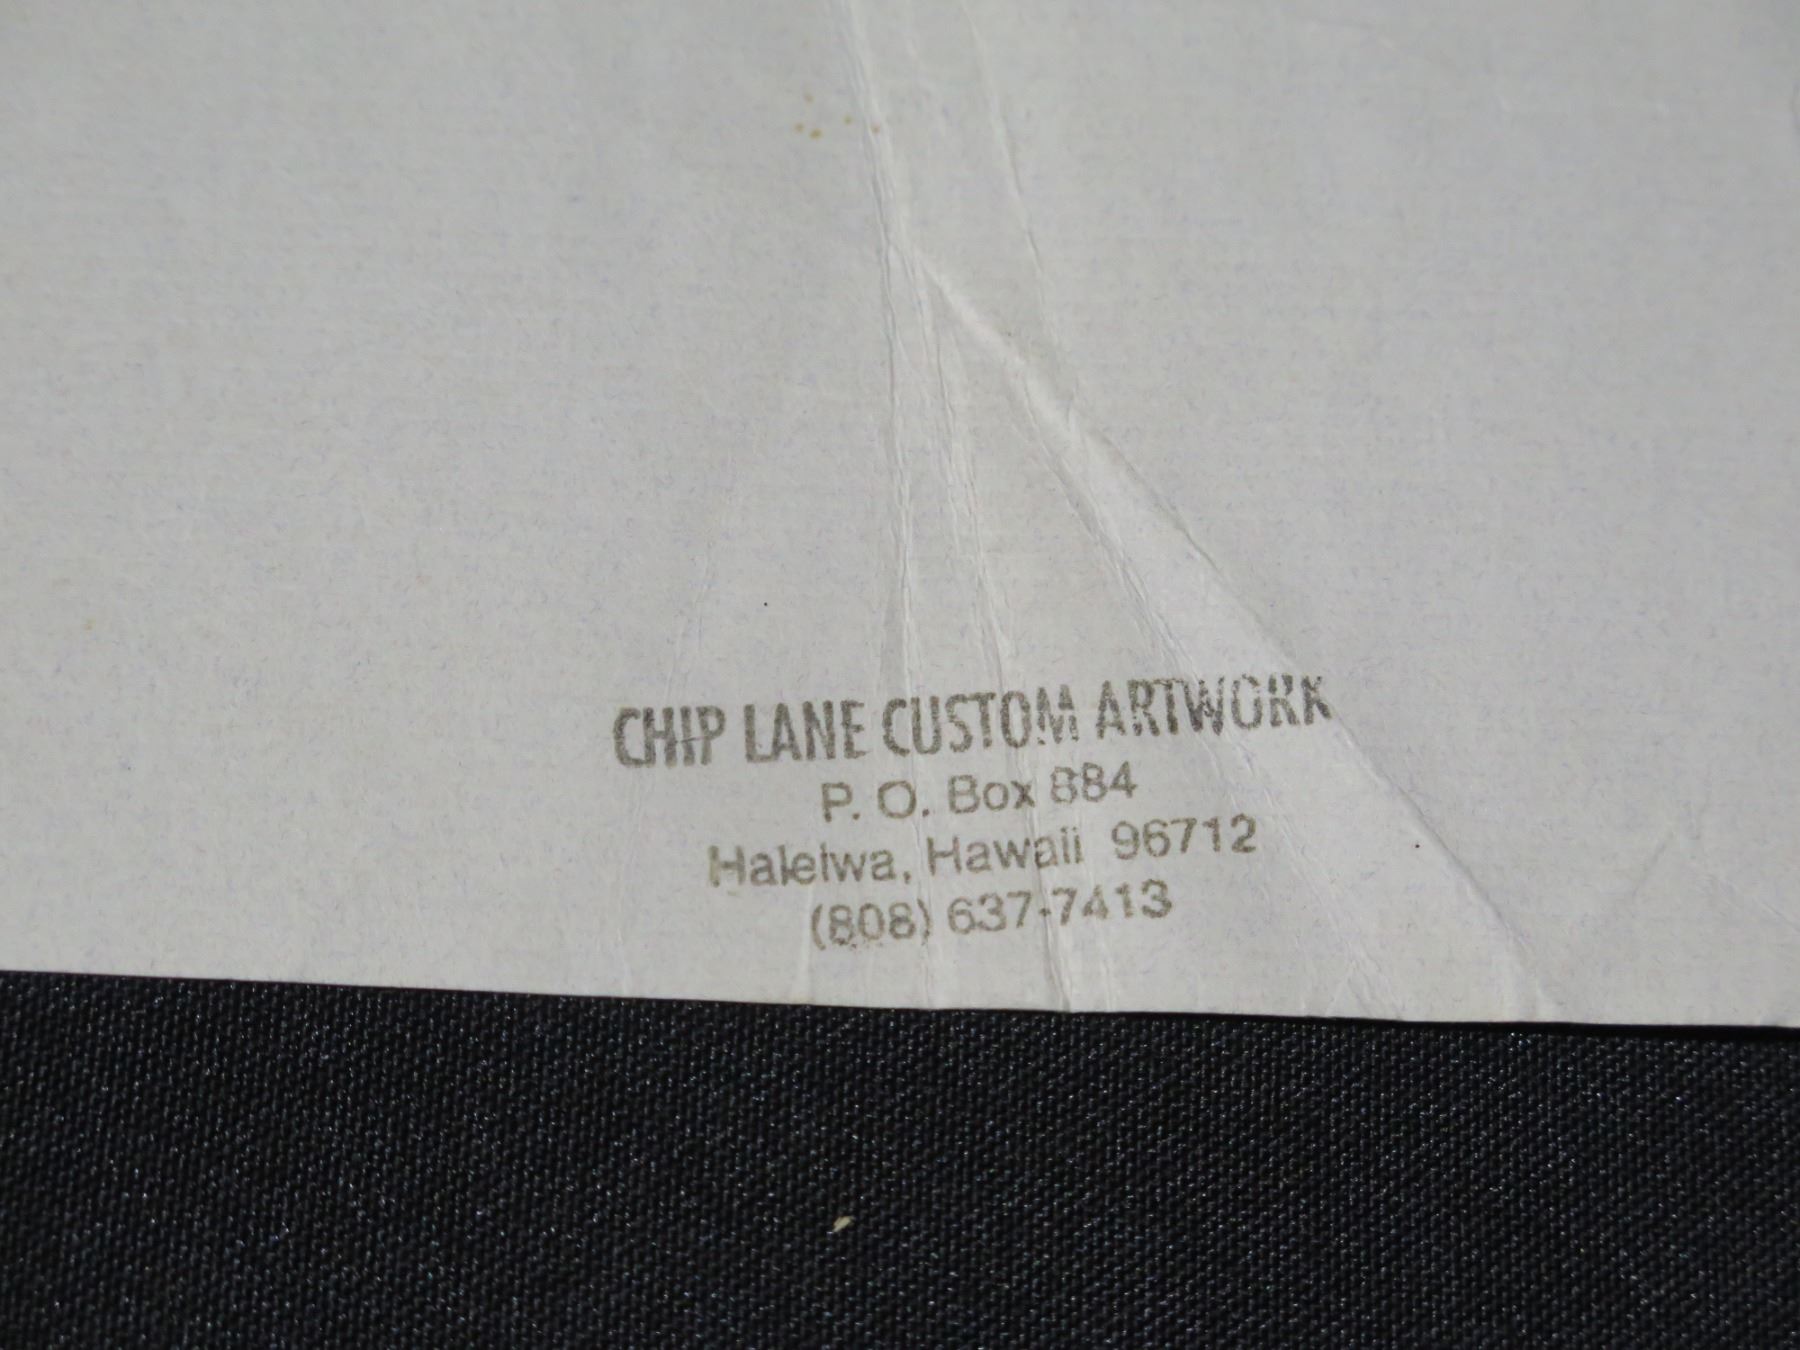 CHIP LANE CUSTOM ARTWORK
P. O. Box 884
Haleiwa, Hawaii 96712
(808) 637-7413